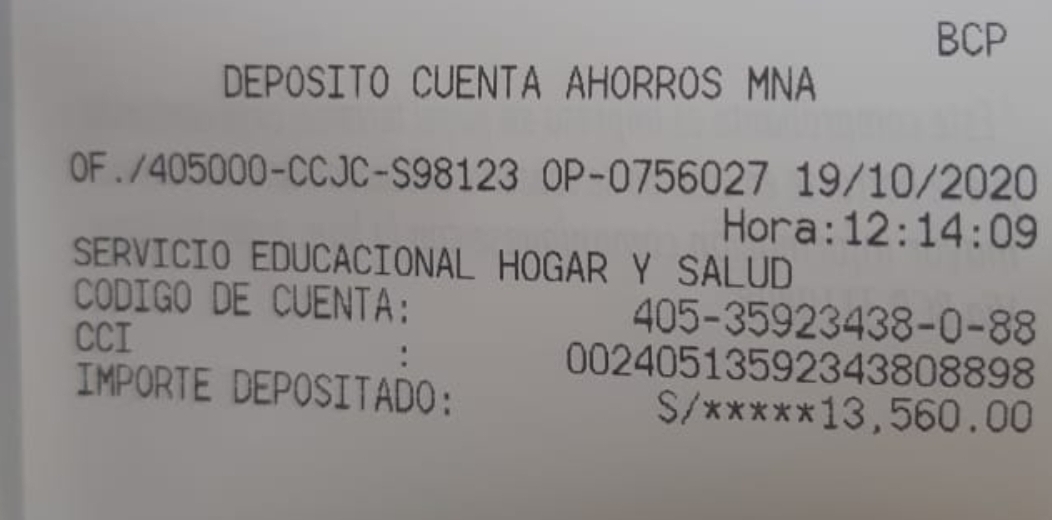 BCP
DEPOSITO CUENTA AHORROS MNA
OF./405000-CCJC-S98123 OP-0756027 19/10/2020
Hora:12:14:09
SERVICIO EDUCACIONAL HOGAR Y SALUD
CODIGO DE CUENTA: 405-35923438-0-88
CCI : 00240513592343808898
IMPORTE DEPOSITADO: S/*****13,560.00